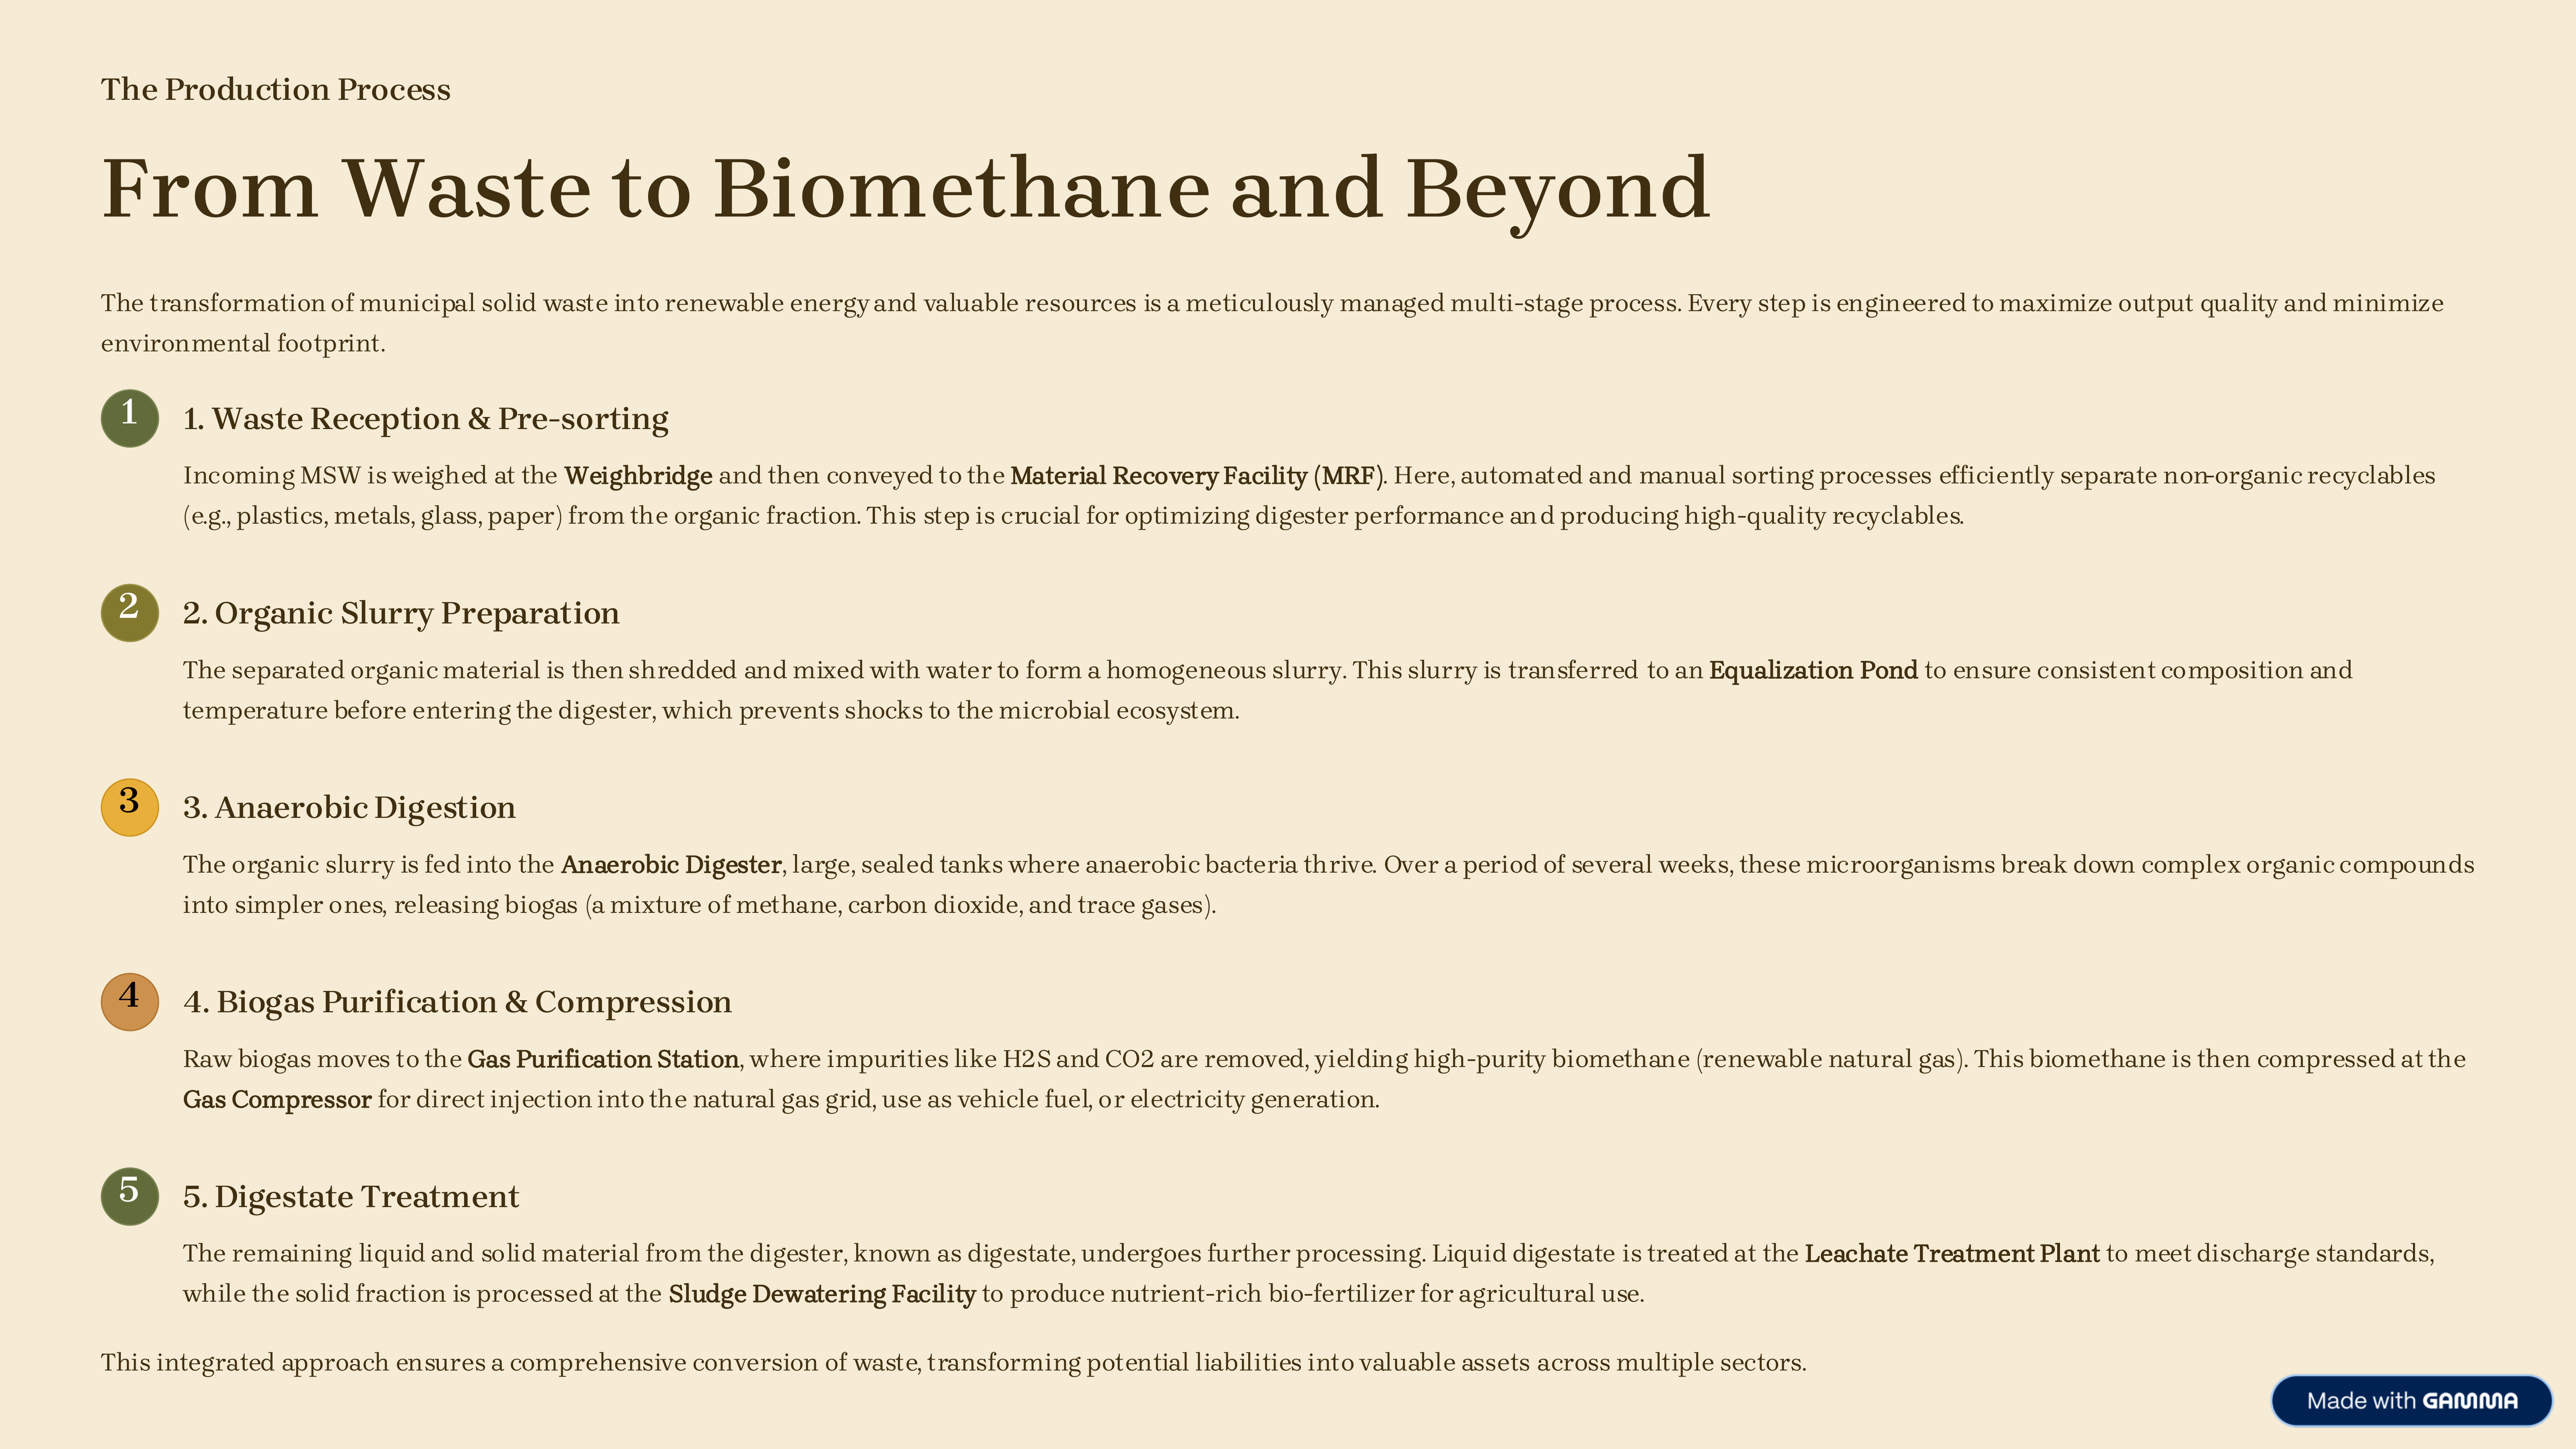 The Production Process
From Waste to Biomethane and Beyond
The transformation of municipal solid waste into renewable energy and valuable resources is a meticulously managed multi-stage process. Every step is engineered to maximize output quality and minimize
environmental footprint.
1
1. Waste Reception & Pre-sorting
Incoming MSW is weighed at the Weighbridge and then conveyed to the Material Recovery Facility (MRF). Here, automated and manual sorting processes efficiently separate non-organic recyclables
(e.g., plastics, metals, glass, paper) from the organic fraction. This step is crucial for optimizing digester performance and producing high-quality recyclables.
2
2. Organic Slurry Preparation
The separated organic material is then shredded and mixed with water to form a homogeneous slurry. This slurry is transferred to an Equalization Pond to ensure consistent composition and
temperature before entering the digester, which prevents shocks to the microbial ecosystem.
3
3. Anaerobic Digestion
The organic slurry is fed into the Anaerobic Digester, large, sealed tanks where anaerobic bacteria thrive. Over a period of several weeks, these microorganisms break down complex organic compounds
into simpler ones, releasing biogas (a mixture of methane, carbon dioxide, and trace gases).
4
4. Biogas Purification & Compression
Raw biogas moves to the Gas Purification Station, where impurities like H2S and CO2 are removed, yielding high-purity biomethane (renewable natural gas). This biomethane is then compressed at the
Gas Compressor for direct injection into the natural gas grid, use as vehicle fuel, or electricity generation.
5
5. Digestate Treatment
The remaining liquid and solid material from the digester, known as digestate, undergoes further processing. Liquid digestate is treated at the Leachate Treatment Plant to meet discharge standards,
while the solid fraction is processed at the Sludge Dewatering Facility to produce nutrient-rich bio-fertilizer for agricultural use.
This integrated approach ensures a comprehensive conversion of waste, transforming potential liabilities into valuable assets across multiple sectors.
Made with GAMMA